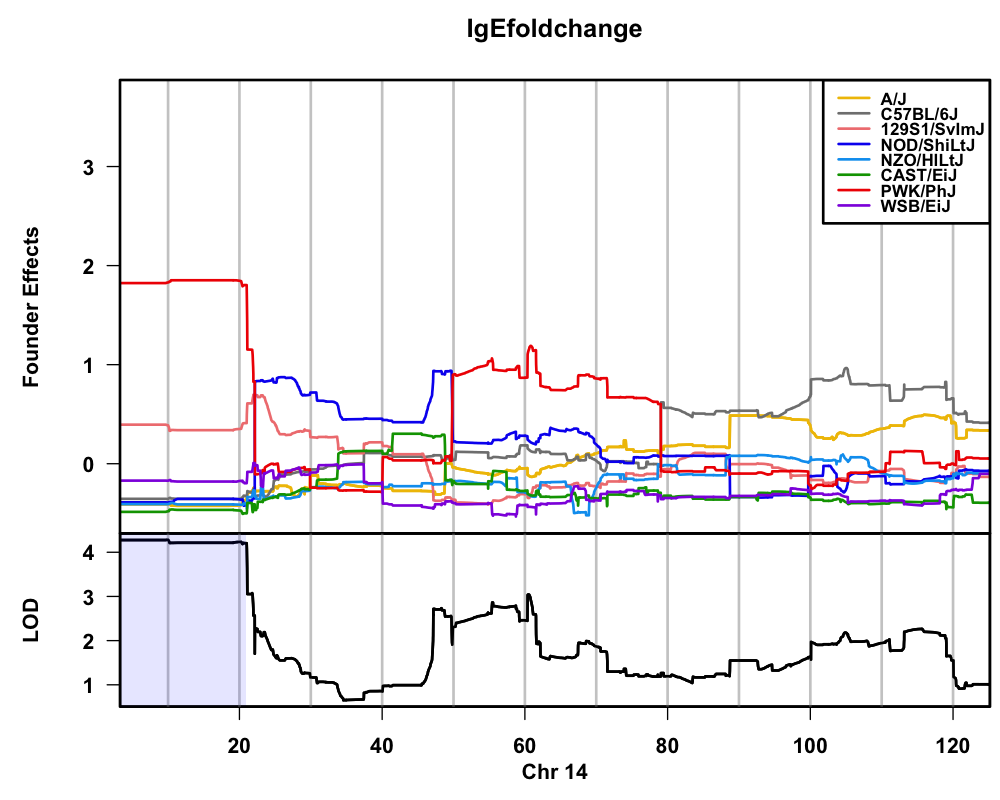 IgEfoldchange
Founder Effects
3
2
1
0
A/J
C57BL/6J
129S1/SvImJ
NOD/ShiLtJ
NZO/HlLtJ
CAST/EiJ
PWK/PhJ
WSB/EiJ
LOD
4
3
2
1
20 40 60 80 100 120
Chr 14